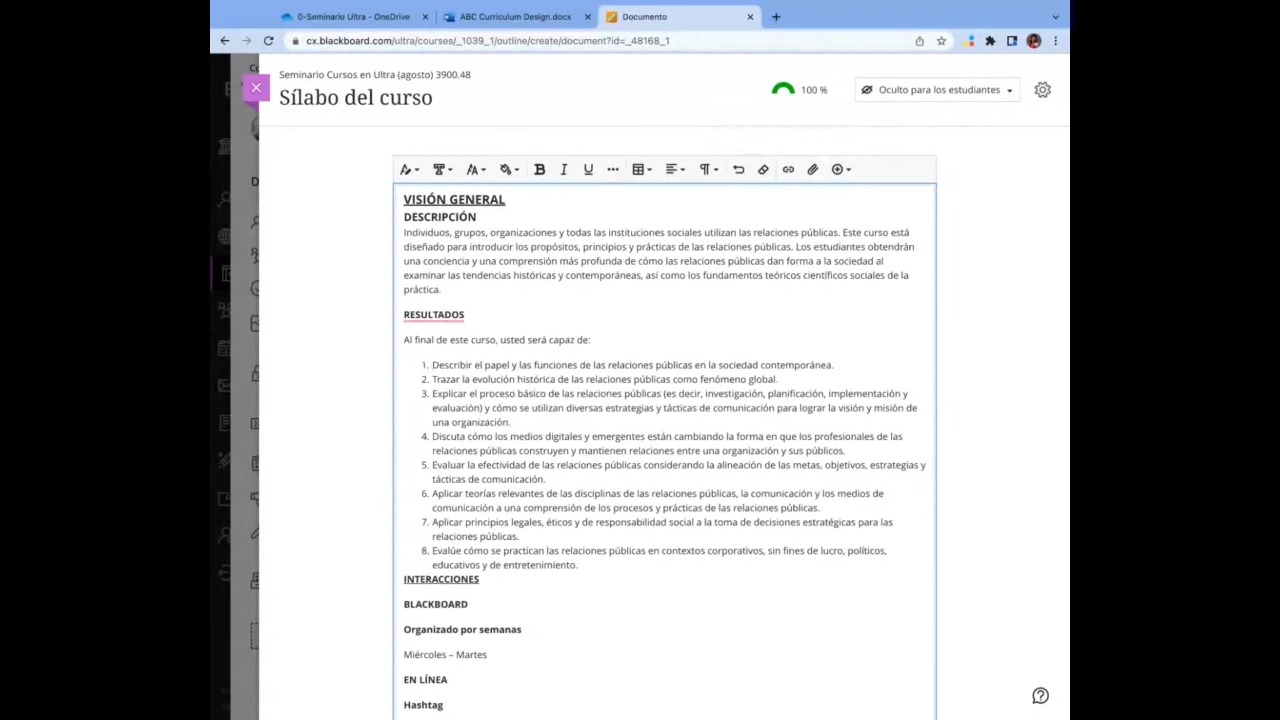 0-Seminario Ultra - OneDrive
ABC Curriculum Design.docx
Documento
cx.blackboard.com/ultra/courses/_1039_1/outline/create/document?id=_48168_1
Seminario Cursos en Ultra (agosto) 3900.48
Sílabo del curso
100 %
Oculto para los estudiantes
VISIÓN GENERAL
DESCRIPCIÓN
Individuos, grupos, organizaciones y todas las instituciones sociales utilizan las relaciones públicas. Este curso está
diseñado para introducir los propósitos, principios y prácticas de las relaciones públicas. Los estudiantes obtendrán
una conciencia y una comprensión más profunda de cómo las relaciones públicas dan forma a la sociedad al
examinar las tendencias históricas y contemporáneas, así como los fundamentos teóricos científicos sociales de la
práctica.
RESULTADOS
Al final de este curso, usted será capaz de:
1. Describir el papel y las funciones de las relaciones públicas en la sociedad contemporánea.
2. Trazar la evolución histórica de las relaciones públicas como fenómeno global.
3. Explicar el proceso básico de las relaciones públicas (es decir, investigación, planificación, implementación y
evaluación) y cómo se utilizan diversas estrategias y tácticas de comunicación para lograr la visión y misión de
una organización.
4. Discuta cómo los medios digitales y emergentes están cambiando la forma en que los profesionales de las
relaciones públicas construyen y mantienen relaciones entre una organización y sus públicos.
5. Evaluar la efectividad de las relaciones públicas considerando la alineación de las metas, objetivos, estrategias y
tácticas de comunicación.
6. Aplicar teorías relevantes de las disciplinas de las relaciones públicas, la comunicación y los medios de
comunicación a una comprensión de los procesos y prácticas de las relaciones públicas.
7. Aplicar principios legales, éticos y de responsabilidad social a la toma de decisiones estratégicas para las
relaciones públicas.
8. Evalúe cómo se practican las relaciones públicas en contextos corporativos, sin fines de lucro, políticos,
educativos y de entretenimiento.
INTERACCIONES
BLACKBOARD
Organizado por semanas
Miércoles – Martes
EN LÍNEA
Hashtag